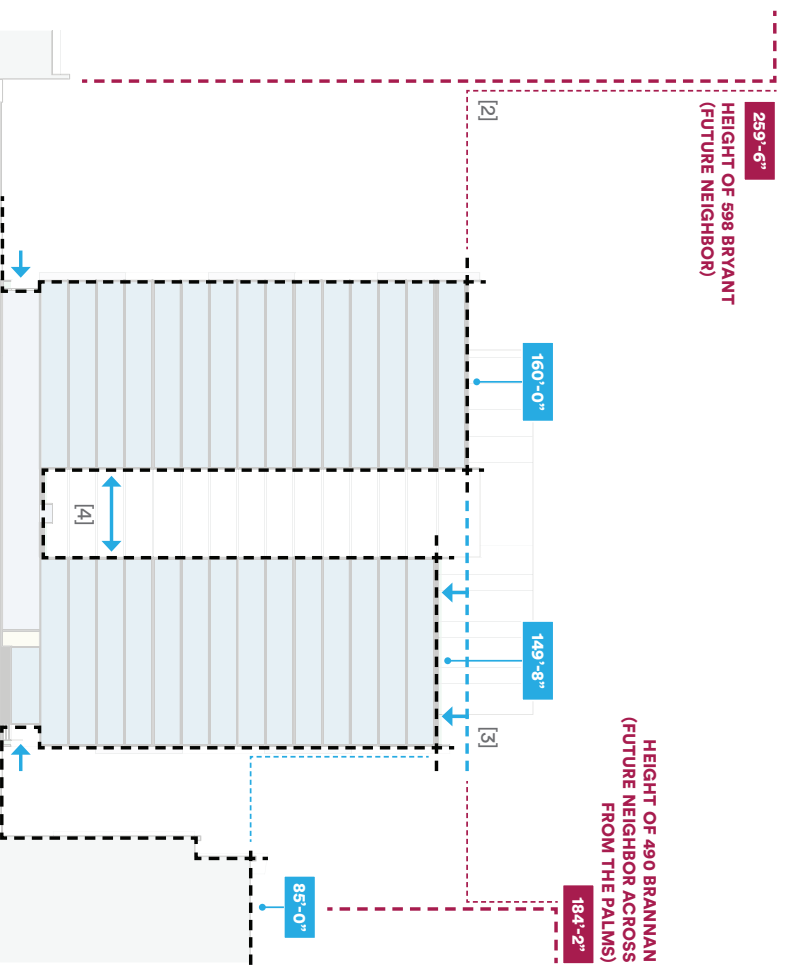 259'-6"
HEIGHT OF 598 BRYANT
(FUTURE NEIGHBOR)
[2]
160'-0"
[4]
149'-8"
[3]
HEIGHT OF 490 BRANNAN
(FUTURE NEIGHBOR ACROSS
FROM THE PALMS)
184'-2"
85'-0"